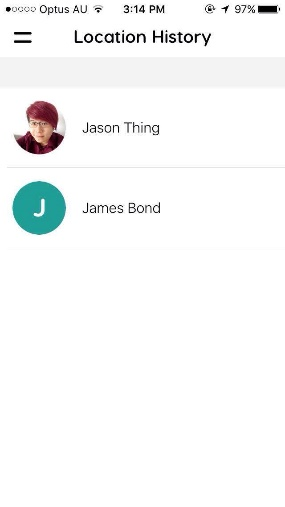 Optus AU 3:14 PM 97%
Location History
Jason Thing
J
James Bond